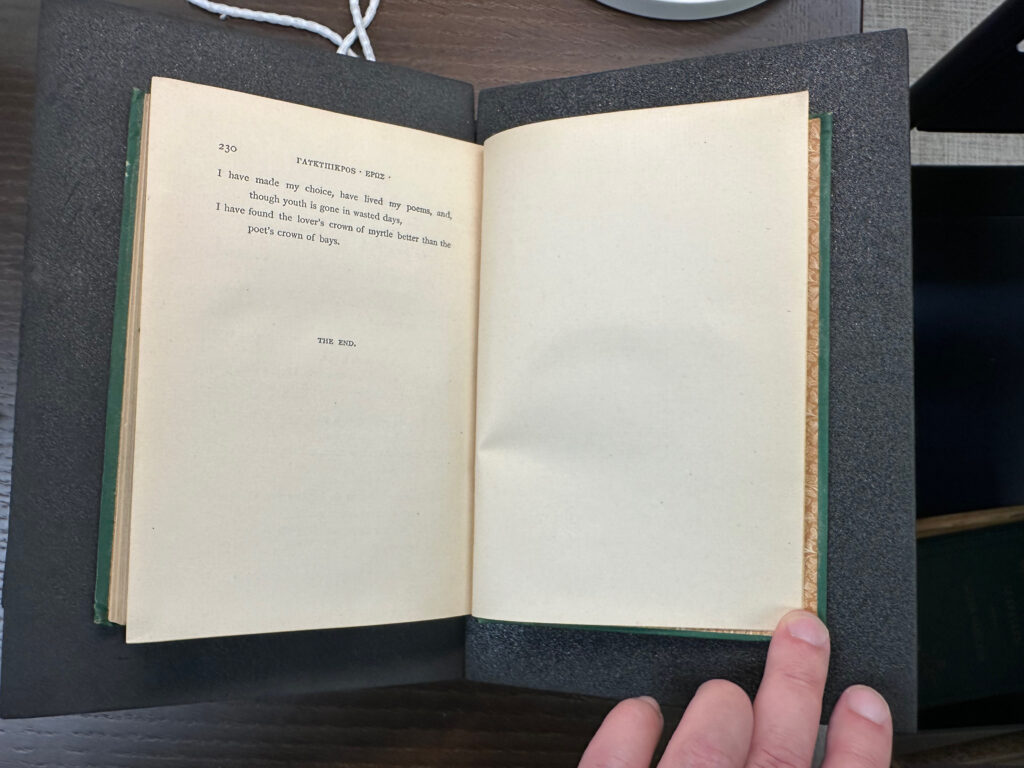 230
ΓΛΥΚΥΠΙΚΡΟΣ · ΕΡΩΣ ·
I have made my choice, have lived my poems, and,
though youth is gone in wasted days,
I have found the lover's crown of myrtle better than the
poet's crown of bays.
THE END.